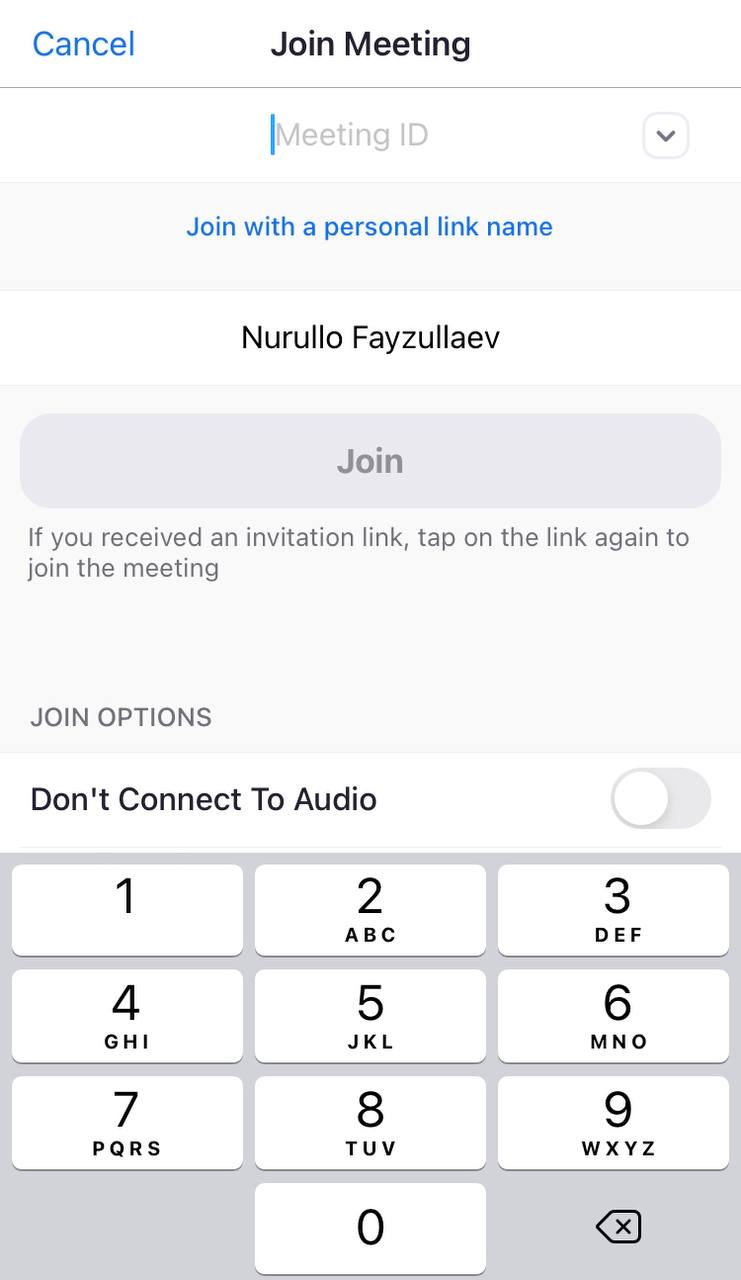 Cancel Join Meeting
Meeting ID
Join with a personal link name
Nurullo Fayzullaev
Join
If you received an invitation link, tap on the link again to
join the meeting
JOIN OPTIONS
Don't Connect To Audio
1 2 3
ABC DEF
4 5 6
GHI JKL MNO
7 8 9
PQRS TUV WXYZ
0